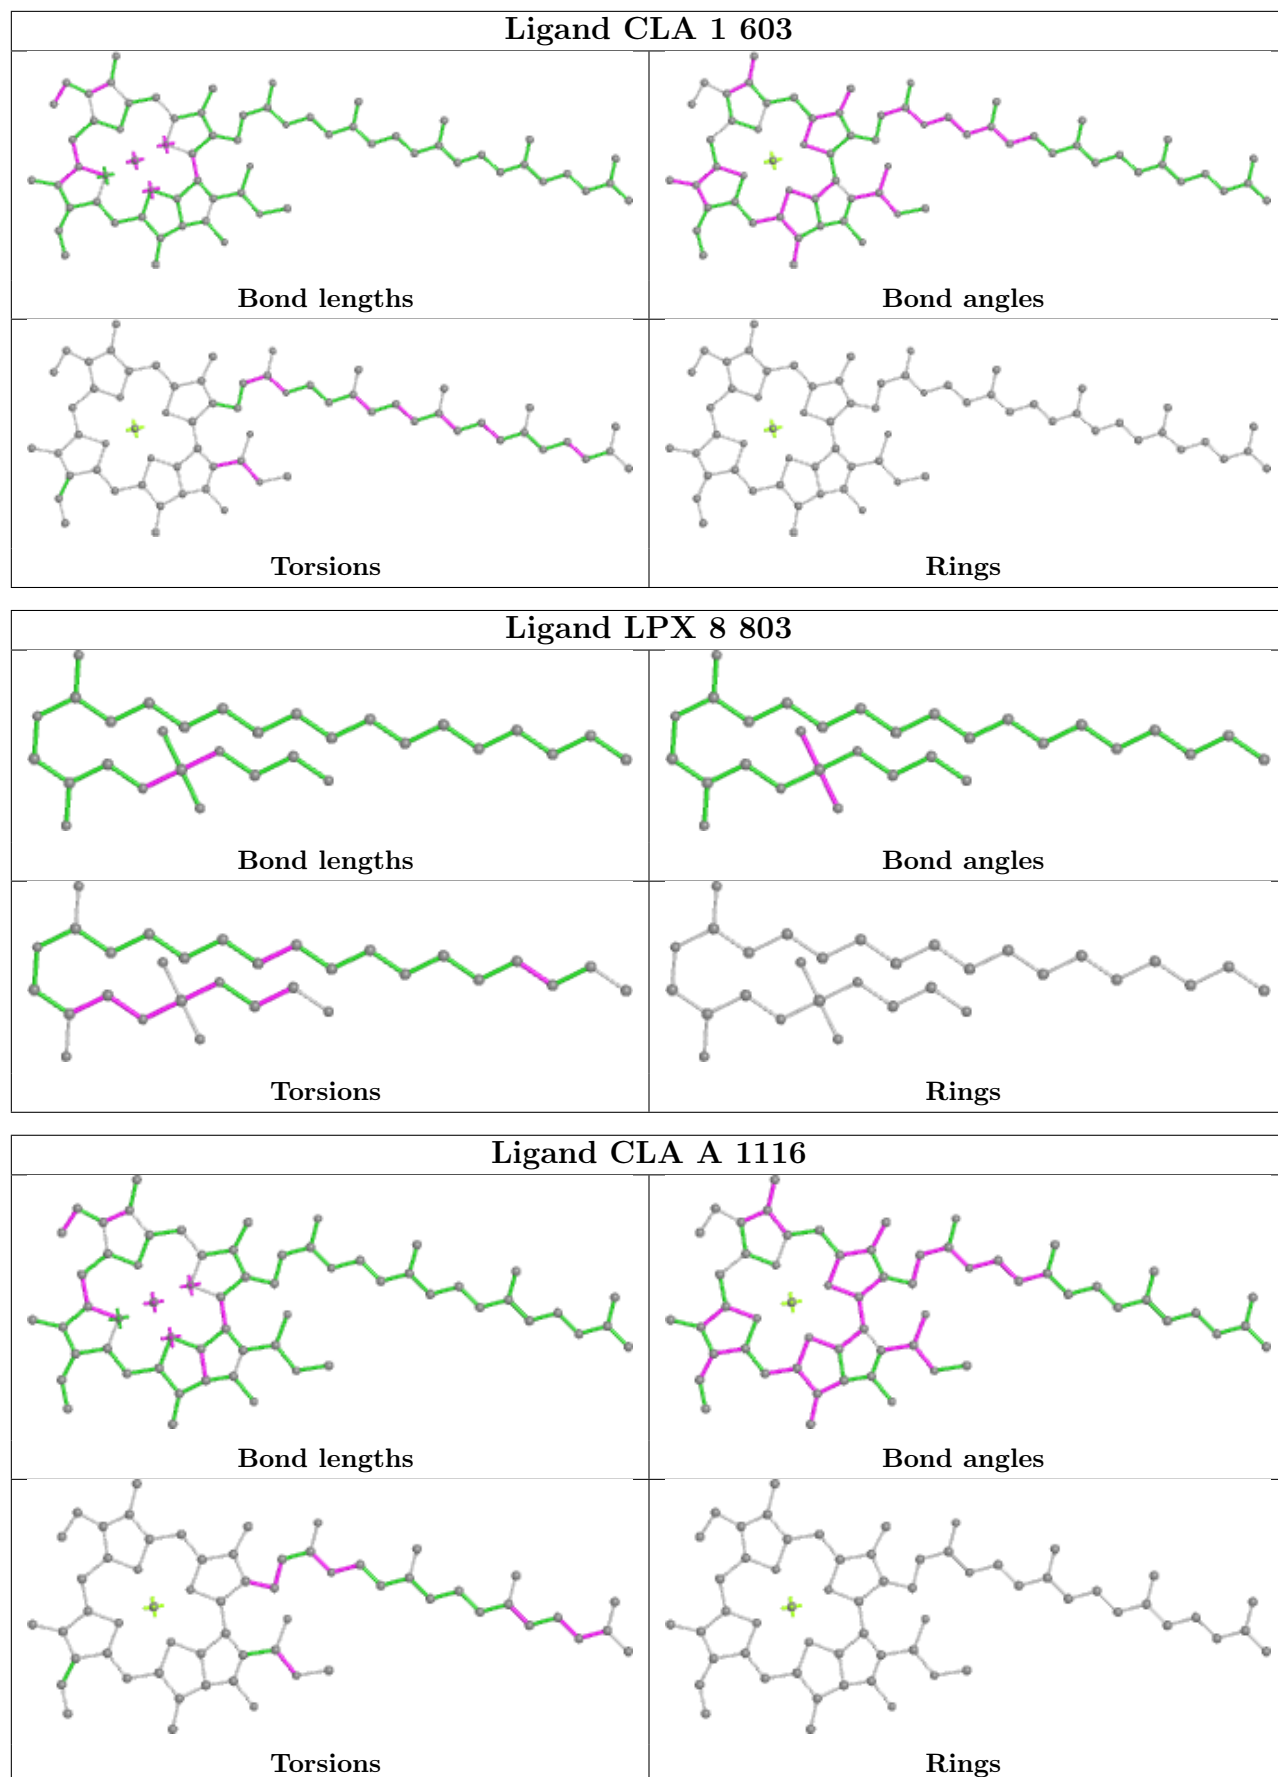 Ligand CLA 1 603
Bond lengths
Bond angles
Torsions
Rings
Ligand LPX 8 803
Bond lengths
Bond angles
Torsions
Rings
Ligand CLA A 1116
Bond lengths
Bond angles
Torsions
Rings